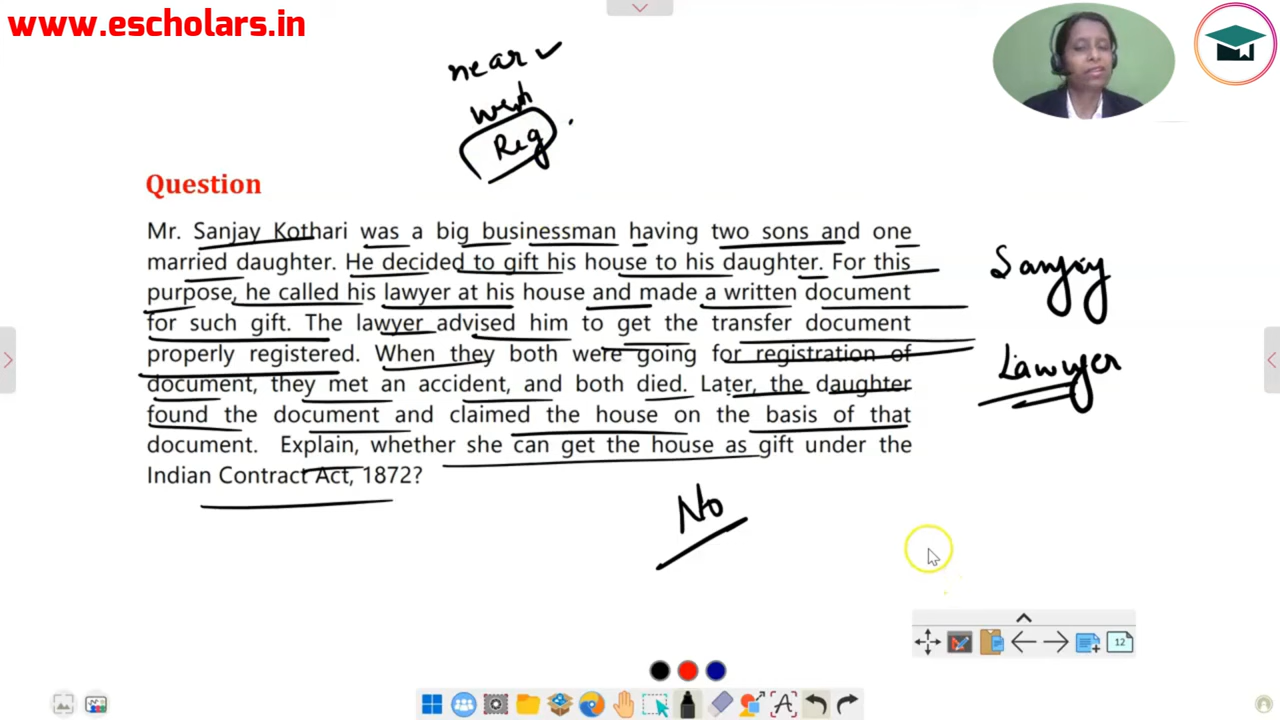 www.escholars.in
near
Reg
Question
Mr. Sanjay Kothari was a big businessman having two sons and one
married daughter. He decided to gift his house to his daughter. For this
purpose, he called his lawyer at his house and made a written document
for such gift. The lawyer advised him to get the transfer document
properly registered. When they both were going for registration of
document, they met an accident, and both died. Later, the daughter
found the document and claimed the house on the basis of that
document. Explain, whether she can get the house as gift under the
Indian Contract Act, 1872?
Sanjay
Lawyer
No
12